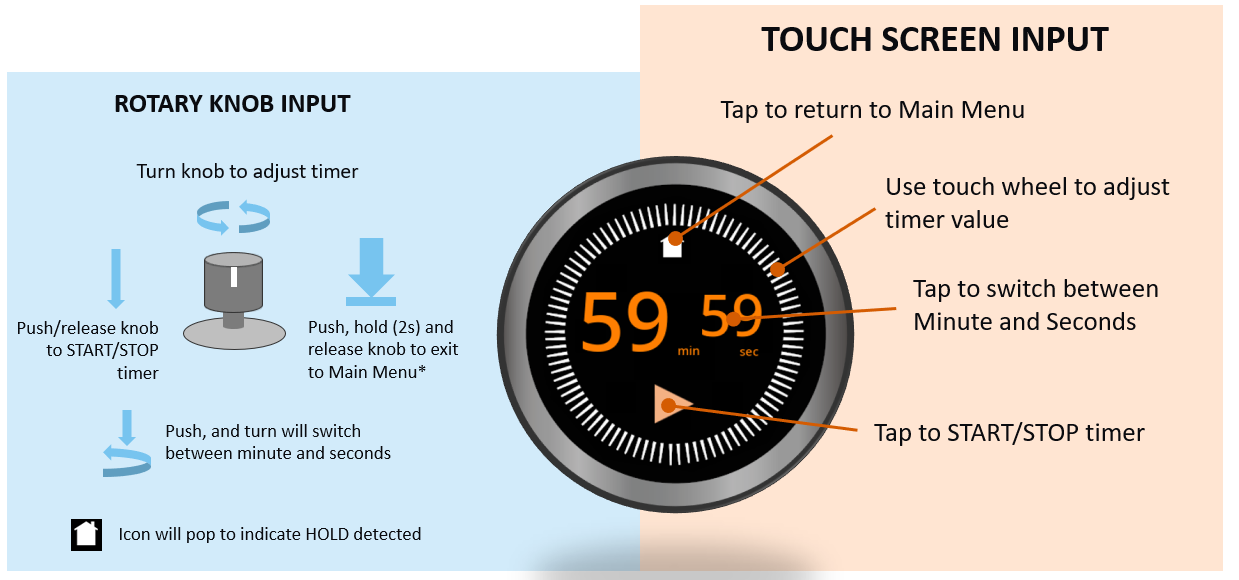 TOUCH SCREEN INPUT
ROTARY KNOB INPUT
Turn knob to adjust timer
Push/release knob
to START/STOP
timer
Push, hold (2s) and
release knob to exit
to Main Menu*
Push, and turn will switch
between minute and seconds
Icon will pop to indicate HOLD detected
59 59
min sec
Tap to return to Main Menu
Use touch wheel to adjust
timer value
Tap to switch between
Minute and Seconds
Tap to START/STOP timer